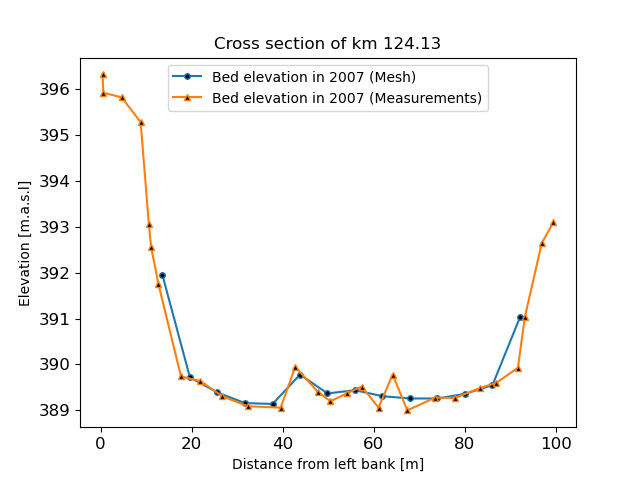 Cross section of km 124.13
Bed elevation in 2007 (Mesh)
Bed elevation in 2007 (Measurements)
Elevation [m.a.s.l]
396
395
394
393
392
391
390
389
0 20 40 60 80 100
Distance from left bank [m]